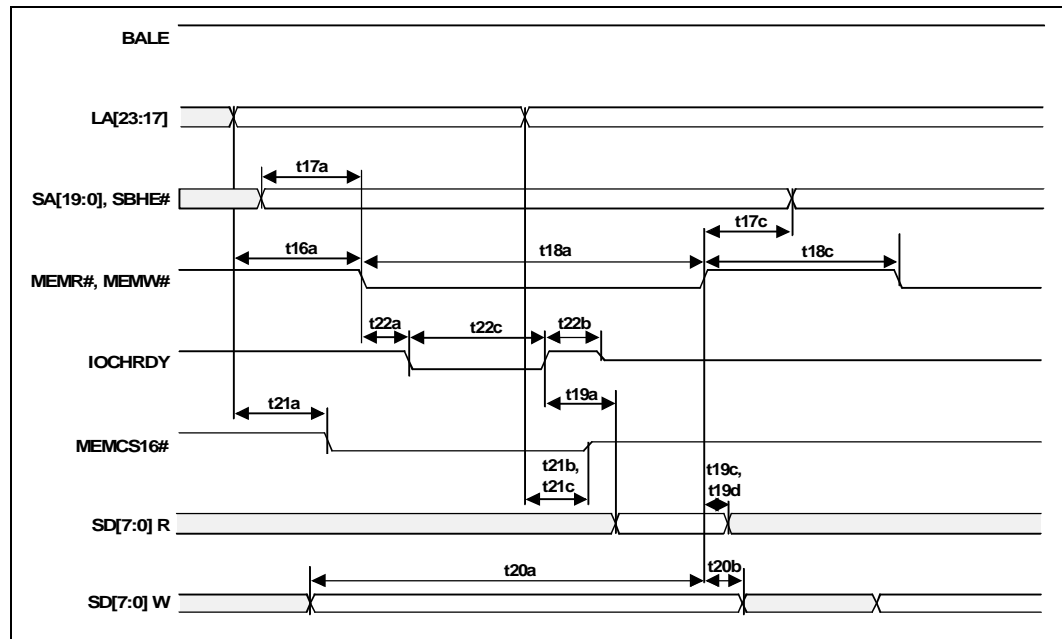 BALE
LA[23:17]
t17a
SA[19:0], SBHE#
t17c
t16a
t18a
t18c
MEMR#, MEMW#
t22a
t22c
t22b
IOCHRDY
t19a
t21a
MEMCS16#
t21b,
t21c
t19c,
t19d
SD[7:0] R
t20a
t20b
SD[7:0] W